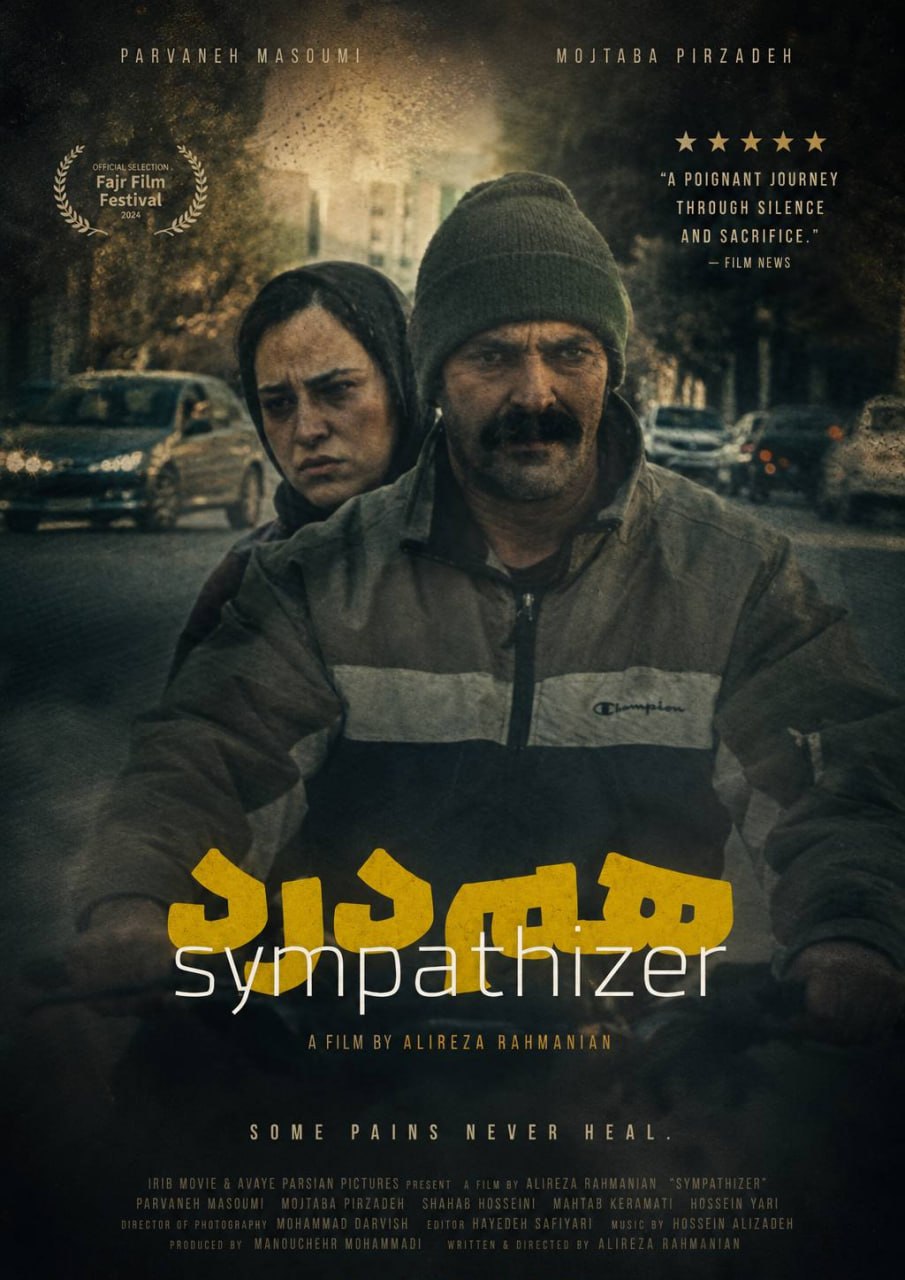 PARVANEH MASOUMI
MOJTABA PIRZADEH
OFFICIAL SELECTION
Fajr Film
Festival
2024
★★★★★
“A POIGNANT JOURNEY
THROUGH SILENCE
AND SACRIFICE.”
— FILM NEWS
Champion
هم درد
sympathizer
A FILM BY ALIREZA RAHMANIAN
SOME PAINS NEVER HEAL.
IRIB MOVIE & AVAYE PARSIAN PICTURES PRESENT A FILM BY ALIREZA RAHMANIAN “SYMPATHIZER”
PARVANEH MASOUMI MOJTABA PIRZADEH SHAHAB HOSSEINI MAHTAB KERAMATI HOSSEIN YARI
DIRECTOR OF PHOTOGRAPHY MOHAMMAD DARVISH EDITOR HAYEDEH SAFIYARI MUSIC BY HOSSEIN ALIZADEH
PRODUCED BY MANOUCHEHR MOHAMMADI WRITTEN & DIRECTED BY ALIREZA RAHMANIAN